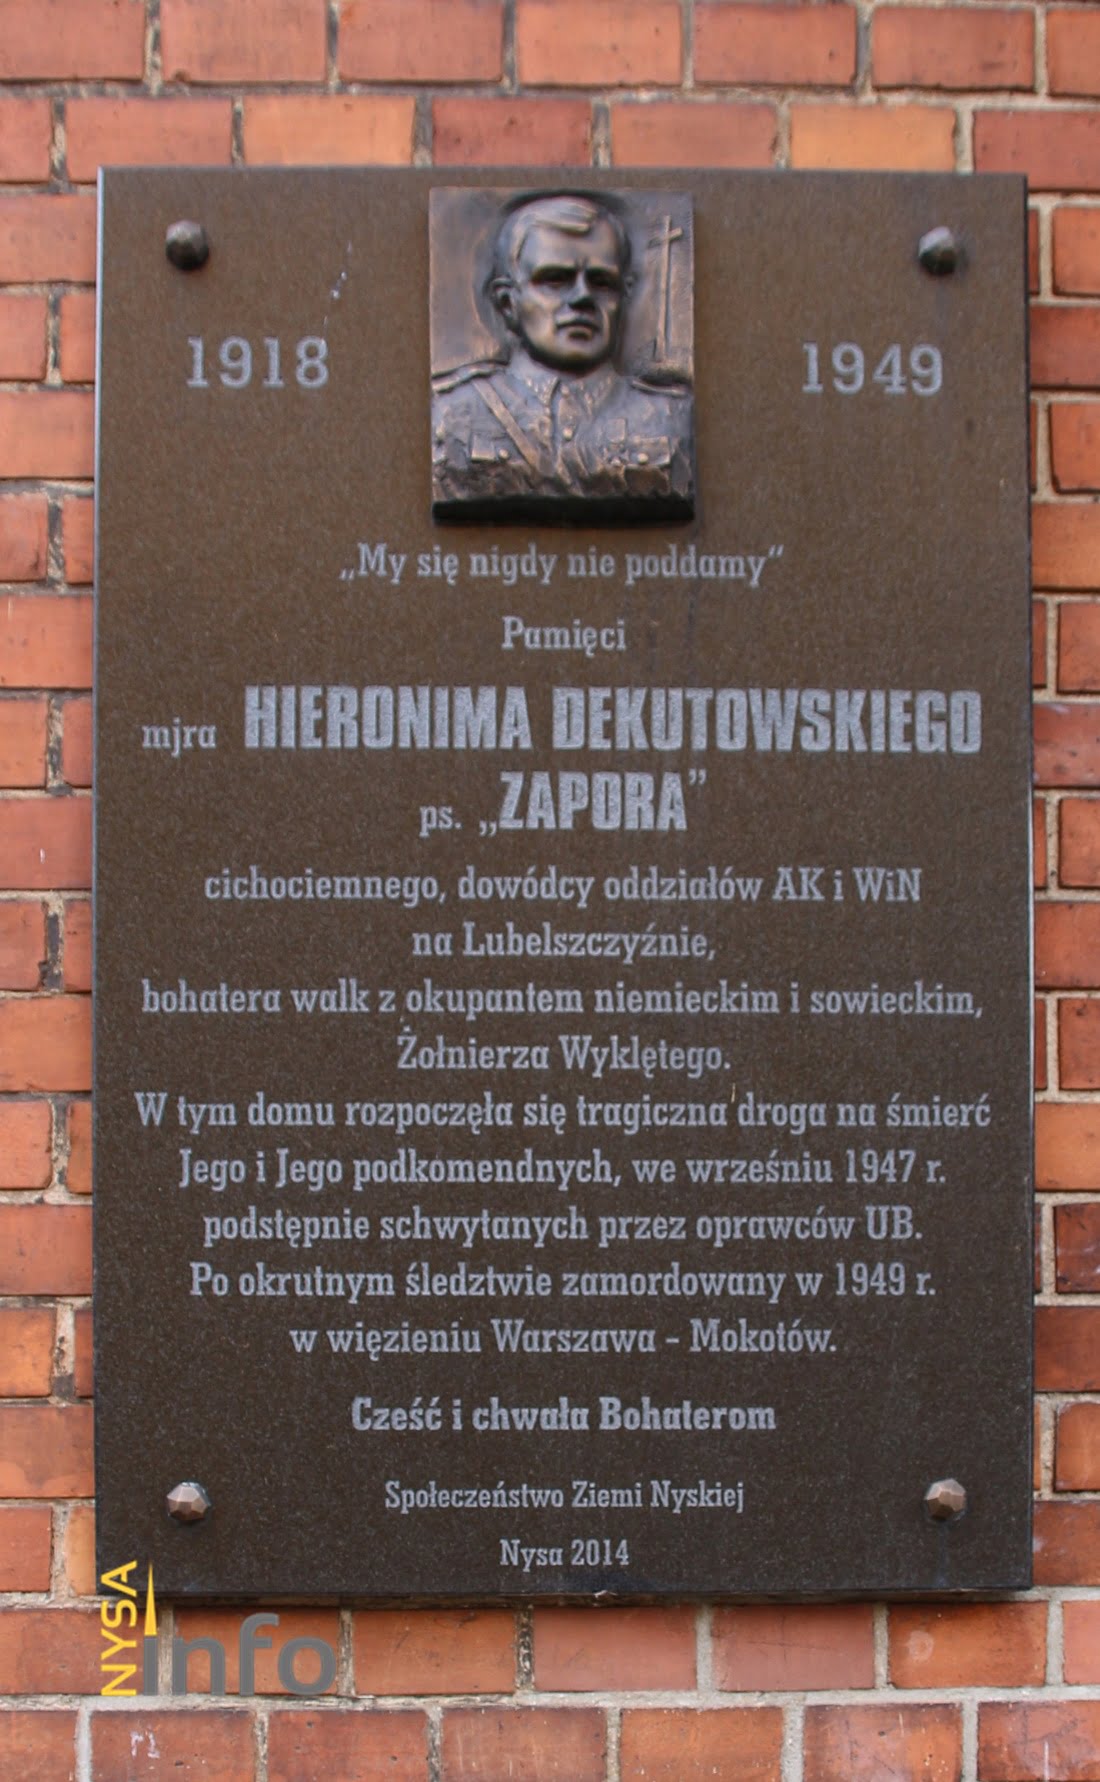 1918
1949
„My się nigdy nie poddamy“
Pamięci
mjra HIERONIMA DEKUTOWSKIEGO
ps. „ZAPORA”
cichociemnego, dowódcy oddziałów AK i WiN
na Lubelszczyźnie,
bohatera walk z okupantem niemieckim i sowieckim,
Żołnierza Wyklętego.
W tym domu rozpoczęła się tragiczna droga na śmierć
Jego i Jego podkomendnych, we wrześniu 1947 r.
podstępnie schwytanych przez oprawców UB.
Po okrutnym śledztwie zamordowany w 1949 r.
w więzieniu Warszawa - Mokotów.
Cześć i chwała Bohaterom
Społeczeństwo Ziemi Nyskiej
Nysa 2014
NYSA
info